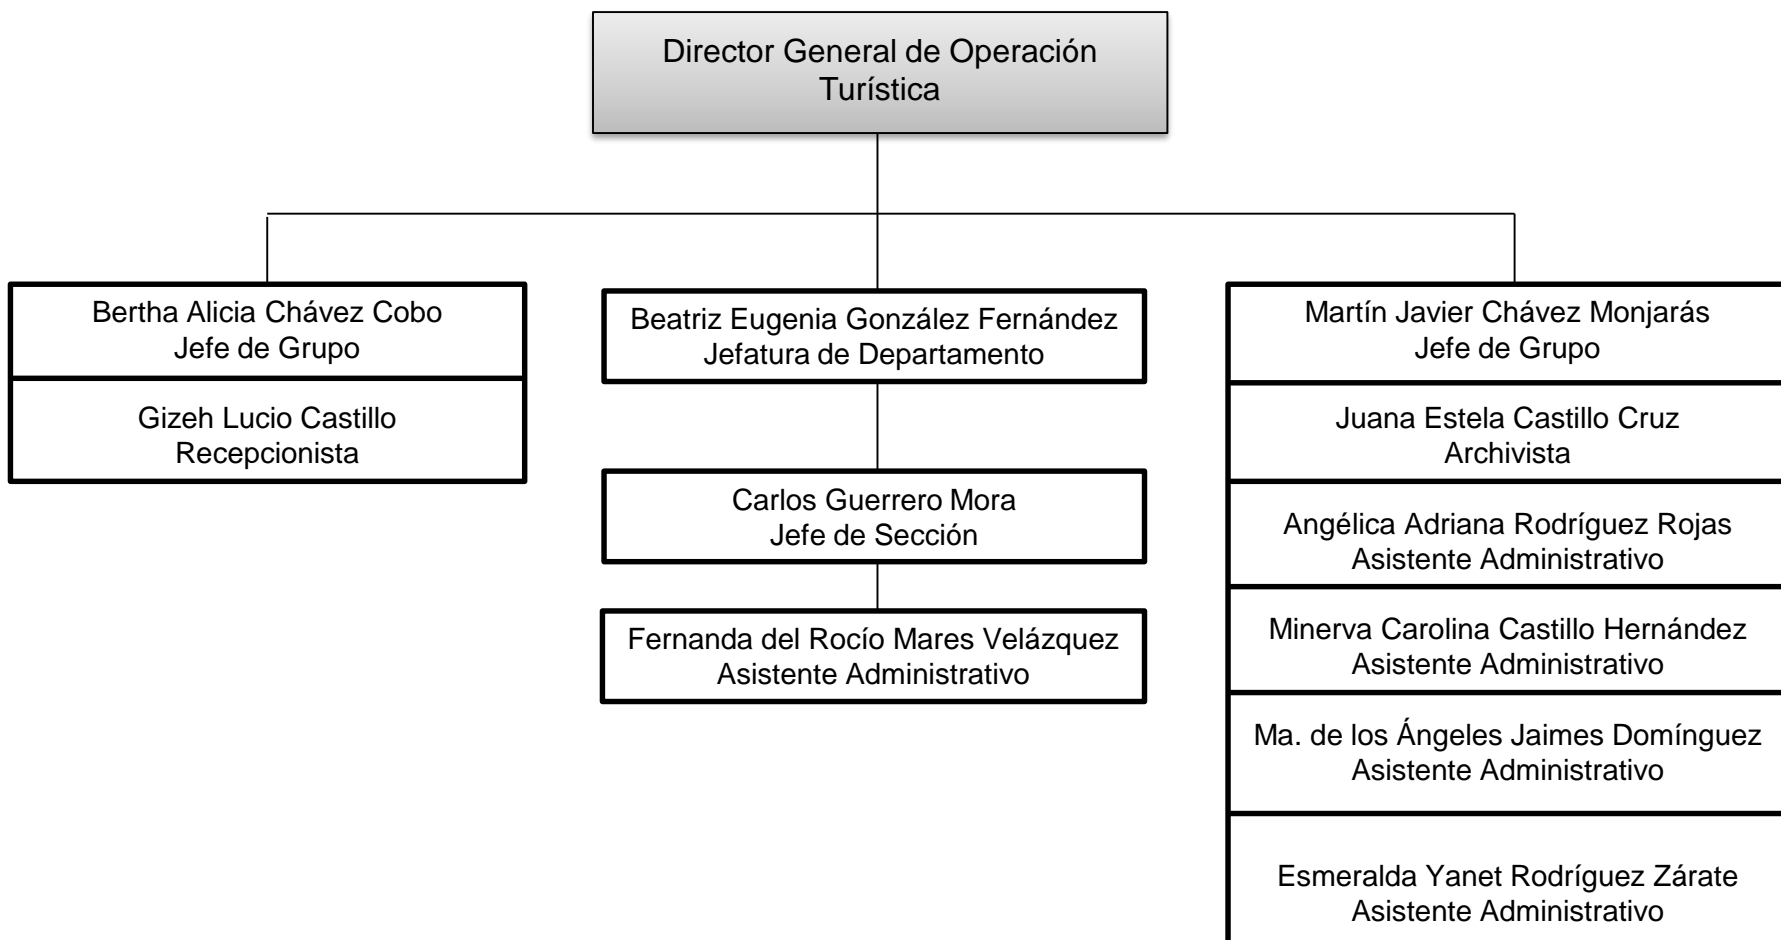 Director General de Operación
Turística
Bertha Alicia Chávez Cobo
Jefe de Grupo
Gizeh Lucio Castillo
Recepcionista
Beatriz Eugenia González Fernández
Jefatura de Departamento
Carlos Guerrero Mora
Jefe de Sección
Fernanda del Rocío Mares Velázquez
Asistente Administrativo
Martín Javier Chávez Monjarás
Jefe de Grupo
Juana Estela Castillo Cruz
Archivista
Angélica Adriana Rodríguez Rojas
Asistente Administrativo
Minerva Carolina Castillo Hernández
Asistente Administrativo
Ma. de los Ángeles Jaimes Domínguez
Asistente Administrativo
Esmeralda Yanet Rodríguez Zárate
Asistente Administrativo